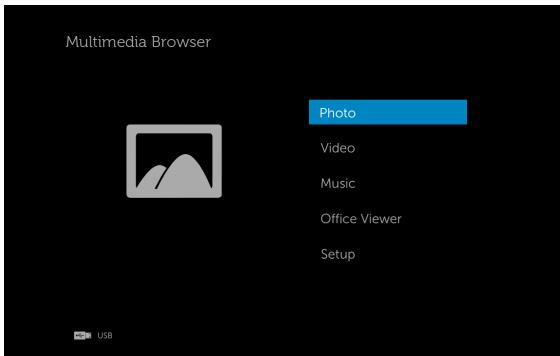 Multimedia Browser
Photo
Video
Music
Office Viewer
Setup
USB